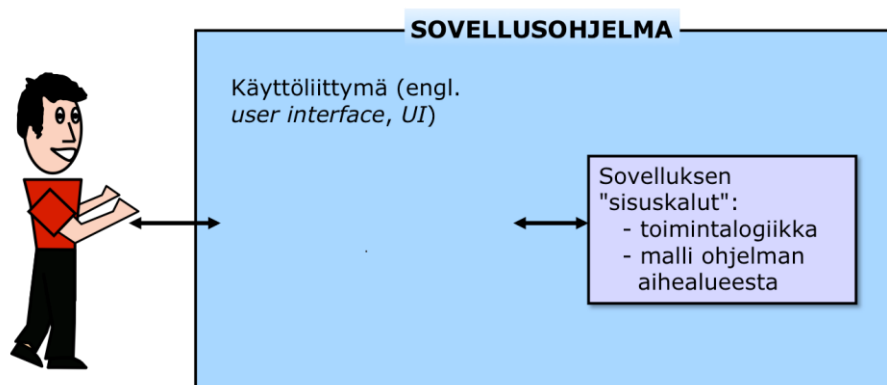 SOVELLUSOHJELMA
Käyttöliittymä (engl.
user interface, UI)
Sovelluksen
"sisuskalut":
- toimintalogiikka
- malli ohjelman
aihealueesta